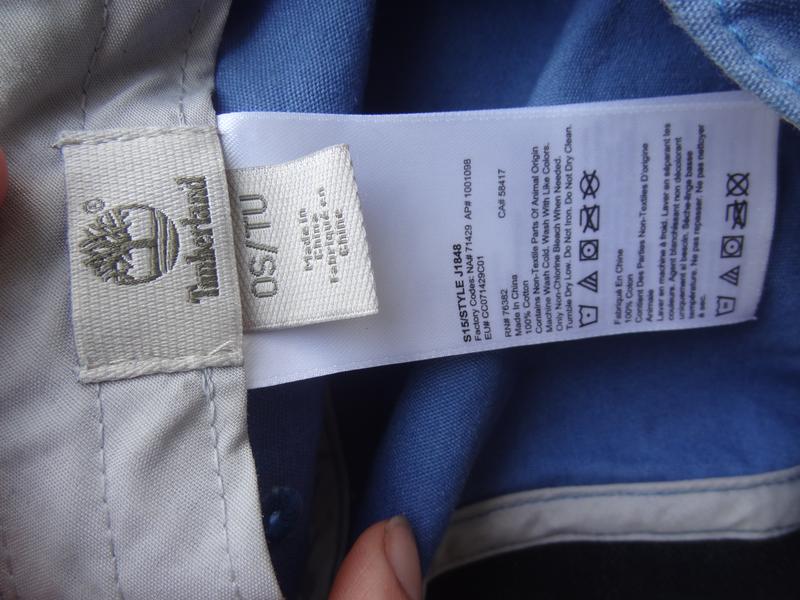 ®
Timberland
OS/TU
Made in
China
Fabriqué en
Chine
S15/STYLE J1848
Factory Codes: NA# 71429 AP# 1001098
EU# CC071429C01
CA# 58417
RN# 76382
Made In China
100% Cotton
Contains Non-Textile Parts Of Animal Origin
Machine Wash Cold. Wash With Like Colors.
Only Non-Chlorine Bleach When Needed.
Tumble Dry Low. Do Not Iron. Do Not Dry Clean.
Fabriqué En Chine
100% Coton
Contient Des Parties Non-Textiles D'origine
Animale
Laver en machine à froid. Laver en séparant les
couleurs. Agent blanchissant non décolorant
uniquement si besoin. Sèche-linge basse
température. Ne pas repasser. Ne pas nettoyer
à sec.